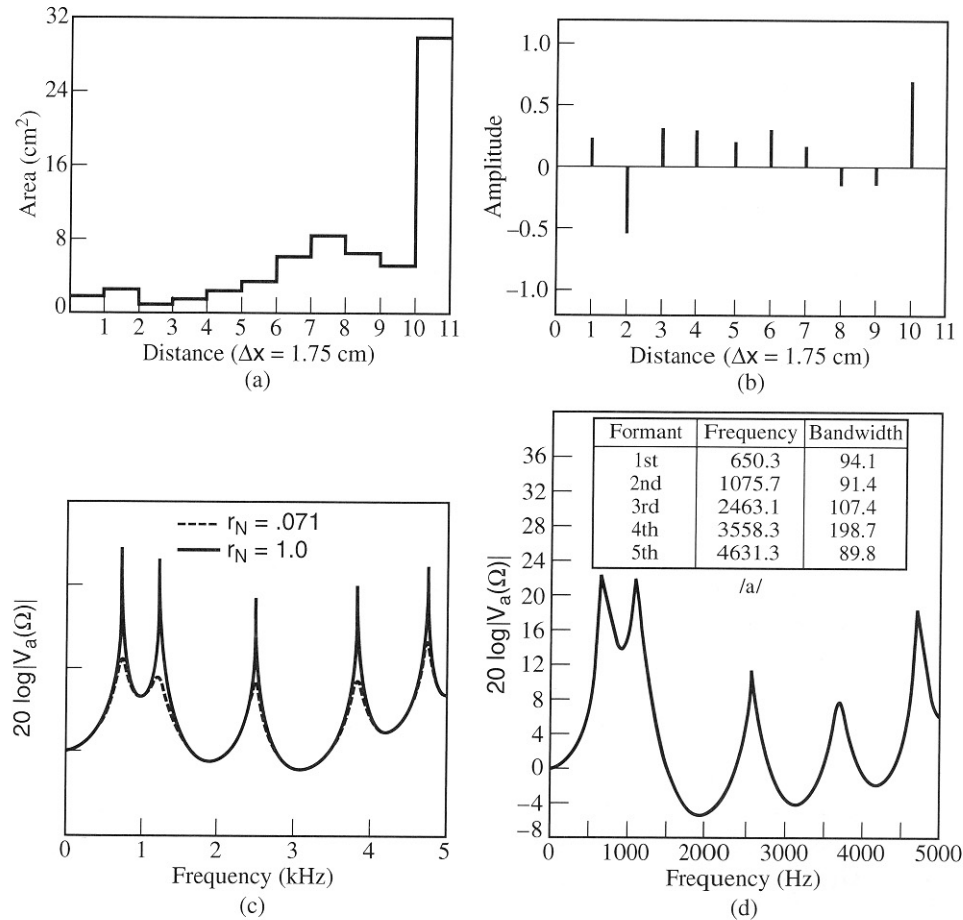 32
24
16
8
0
Area (cm²)
1 2 3 4 5 6 7 8 9 10 11
Distance (Δx = 1.75 cm)
(a)
1.0
0.5
0
−0.5
−1.0
Amplitude
0 1 2 3 4 5 6 7 8 9 10 11
Distance (Δx = 1.75 cm)
(b)
r_N = .071
r_N = 1.0
20 log|V_a(Ω)|
0 1 2 3 4 5
Frequency (kHz)
(c)
Formant Frequency Bandwidth
1st 650.3 94.1
2nd 1075.7 91.4
3rd 2463.1 107.4
4th 3558.3 198.7
5th 4631.3 89.8
/a/
36
32
28
24
20
16
12
8
4
0
−4
−8
20 log|V_a(Ω)|
0 1000 2000 3000 4000 5000
Frequency (Hz)
(d)